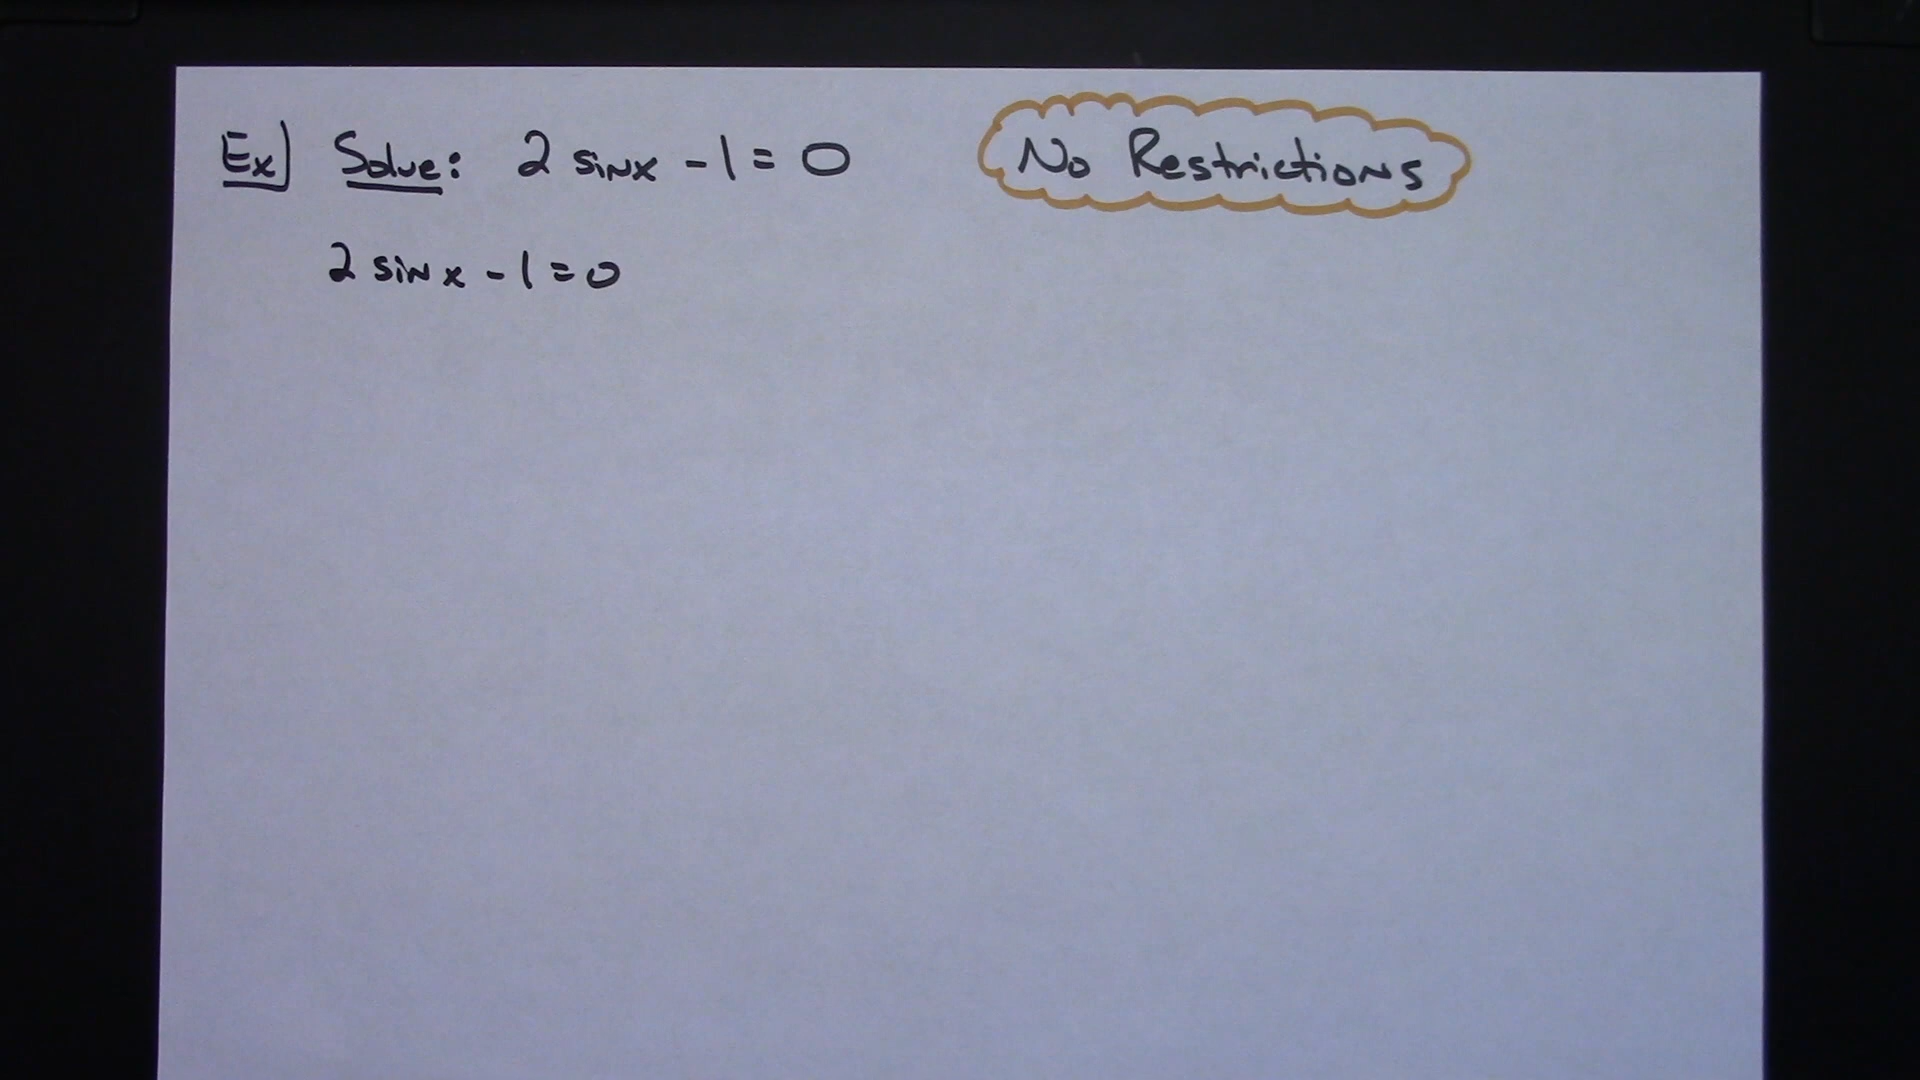 Ex) Solve: 2 sinx - 1 = 0 No Restrictions
2 sin x - 1 = 0